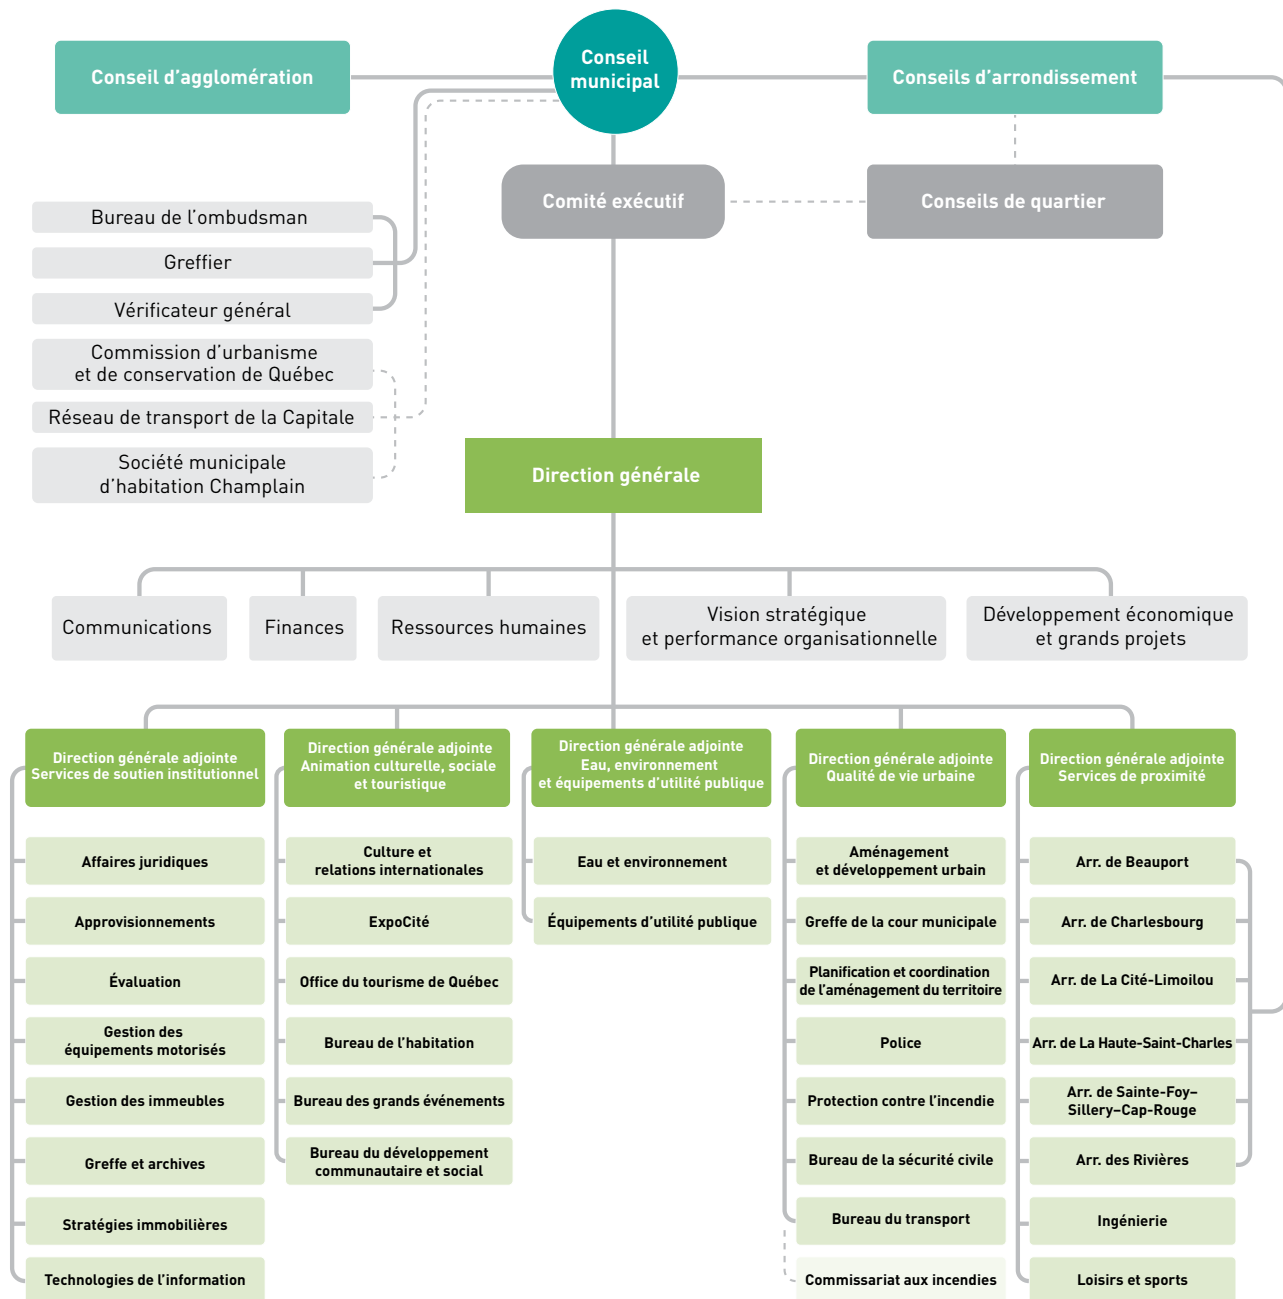 Conseil d'agglomération
Conseil
municipal
Conseils d'arrondissement
Comité exécutif
Conseils de quartier
Bureau de l'ombudsman
Greffier
Vérificateur général
Commission d'urbanisme
et de conservation de Québec
Réseau de transport de la Capitale
Société municipale
d'habitation Champlain
Direction générale
Communications
Finances
Ressources humaines
Vision stratégique
et performance organisationnelle
Développement économique
et grands projets
Direction générale adjointe
Services de soutien institutionnel
Affaires juridiques
Approvisionnements
Évaluation
Gestion des
équipements motorisés
Gestion des immeubles
Greffe et archives
Stratégies immobilières
Technologies de l'information
Direction générale adjointe
Animation culturelle, sociale
et touristique
Culture et
relations internationales
ExpoCité
Office du tourisme de Québec
Bureau de l'habitation
Bureau des grands événements
Bureau du développement
communautaire et social
Direction générale adjointe
Eau, environnement
et équipements d'utilité publique
Eau et environnement
Équipements d'utilité publique
Direction générale adjointe
Qualité de vie urbaine
Aménagement
et développement urbain
Greffe de la cour municipale
Planification et coordination
de l'aménagement du territoire
Police
Protection contre l'incendie
Bureau de la sécurité civile
Bureau du transport
Commissariat aux incendies
Direction générale adjointe
Services de proximité
Arr. de Beauport
Arr. de Charlesbourg
Arr. de La Cité-Limoilou
Arr. de La Haute-Saint-Charles
Arr. de Sainte-Foy–
Sillery–Cap-Rouge
Arr. des Rivières
Ingénierie
Loisirs et sports